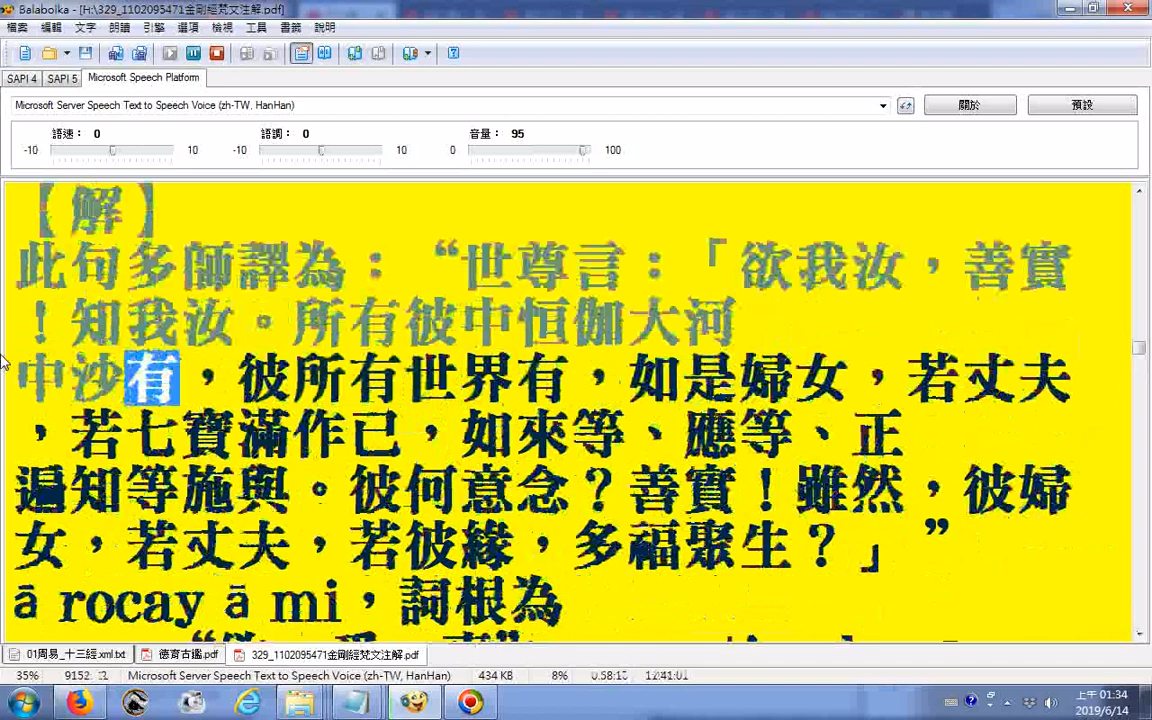 Balabolka - [H:\329_1102095471金剛經梵文注解.pdf]
檔案 編輯 文字 朗讀 引擎 選項 檢視 工具 書籤 說明
SAPI 4 SAPI 5 Microsoft Speech Platform
Microsoft Server Speech Text to Speech Voice (zh-TW, HanHan) 關於 預設
語速： 0 語調： 0 音量： 95
-10 10 -10 10 0 100
【解】
此句多師譯為：“世尊言：「欲我汝，善實
！知我汝。所有彼中恒伽大河
中沙有，彼所有世界有，如是婦女，若丈夫
，若七寶滿作已，如來等、應等、正
遍知等施與。彼何意念？善實！雖然，彼婦
女，若丈夫，若彼緣，多福聚生？」”
ā rocay ā mi，詞根為
01周易_十三經.xml.txt 德育古鑑.pdf 329_1102095471金剛經梵文注解.pdf
35% Microsoft Server Speech Text to Speech Voice (zh-TW, HanHan) 434 KB 8% 12:41:01
上午 01:34
2019/6/14